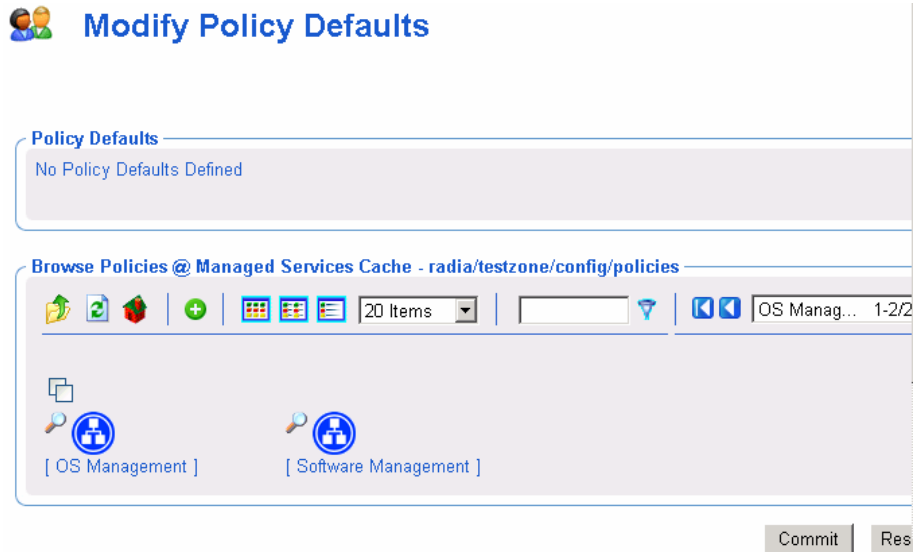 Modify Policy Defaults
Policy Defaults
No Policy Defaults Defined
Browse Policies @ Managed Services Cache - radia/testzone/config/policies
20 Items
OS Manag... 1-2/2
[ OS Management ]
[ Software Management ]
Commit
Res